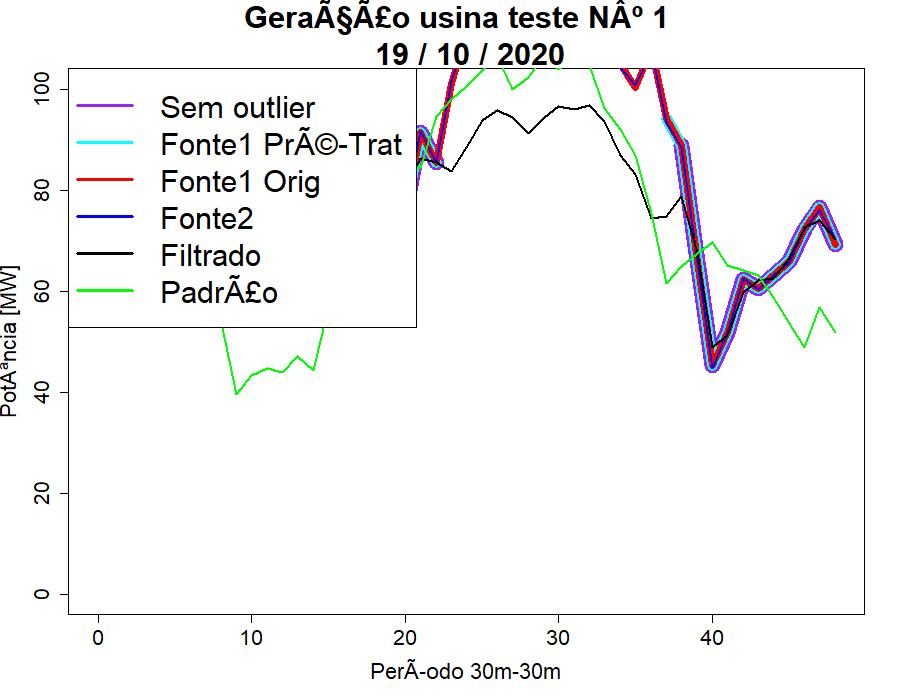 GeraÃ§Ã£o usina teste NÂº 1
19 / 10 / 2020
Sem outlier
Fonte1 PrÃ©-Trat
Fonte1 Orig
Fonte2
Filtrado
PadrÃ£o
PotÃªncia [MW]
100
80
60
40
20
0
0 10 20 30 40
PerÃ­-odo 30m-30m